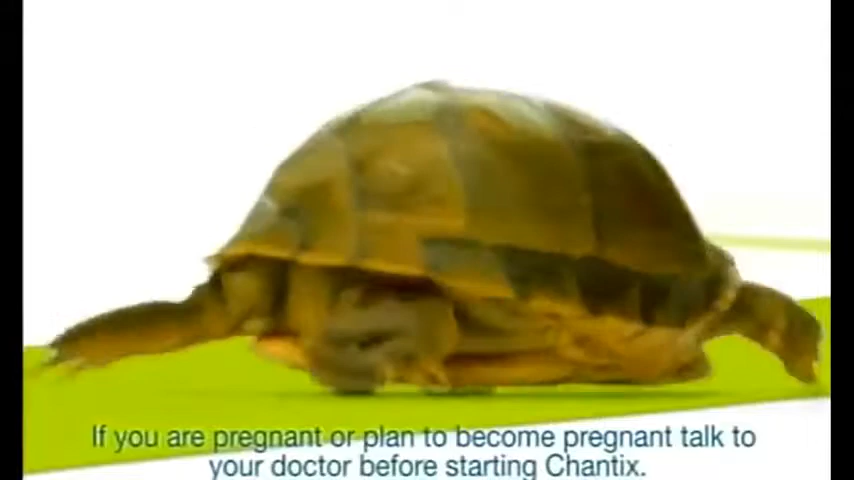 If you are pregnant or plan to become pregnant talk to
your doctor before starting Chantix.